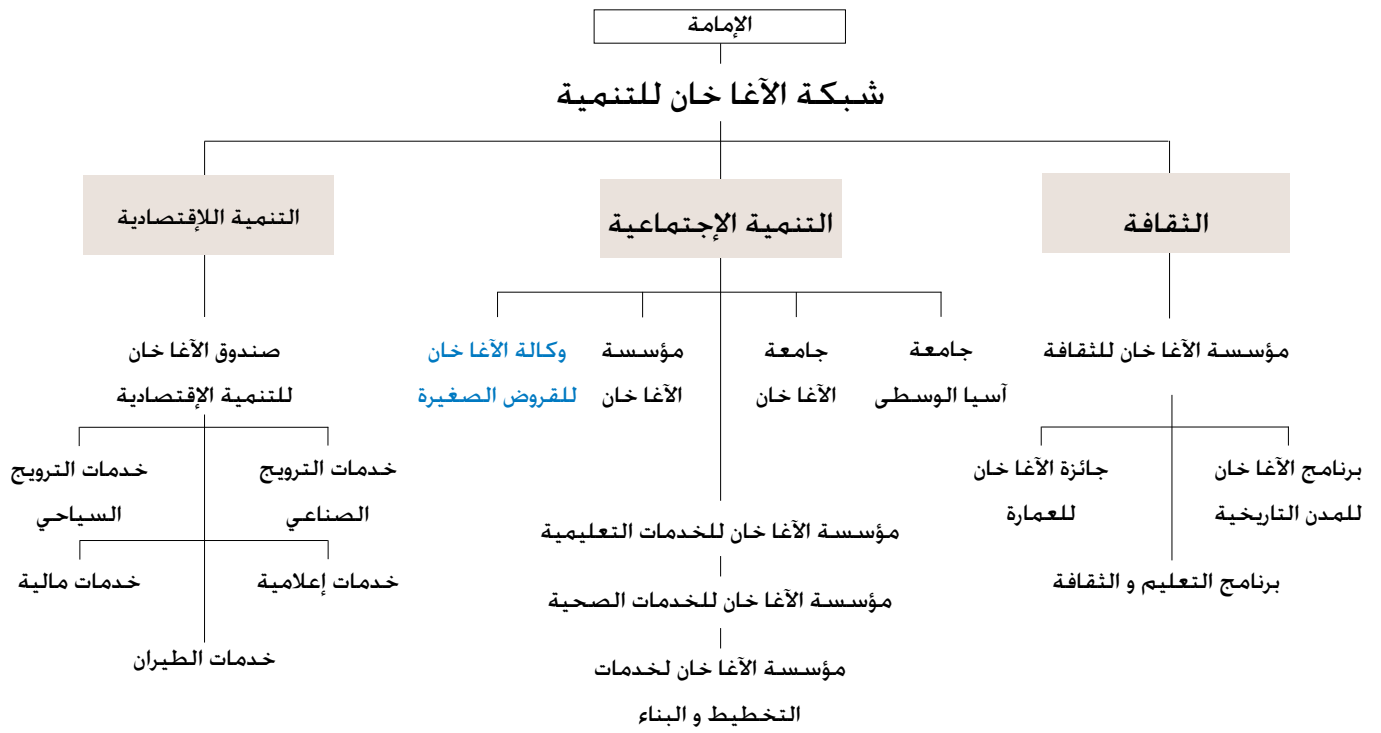 الإمامة
شبكة الآغا خان للتنمية
الثقافة
التنمية الإجتماعية
التنمية اللإقتصادية
مؤسسة الآغا خان للثقافة
جامعة
آسيا الوسطى
جامعة
الآغا خان
مؤسسة
الآغا خان
وكالة الآغا خان
للقروض الصغيرة
صندوق الآغا خان
للتنمية الإقتصادية
برنامج الآغا خان
للمدن التاريخية
جائزة الآغا خان
للعمارة
برنامج التعليم و الثقافة
مؤسسة الآغا خان للخدمات التعليمية
مؤسسة الآغا خان للخدمات الصحية
مؤسسة الآغا خان لخدمات
التخطيط و البناء
خدمات الترويج
الصناعي
خدمات الترويج
السياحي
خدمات إعلامية
خدمات مالية
خدمات الطيران